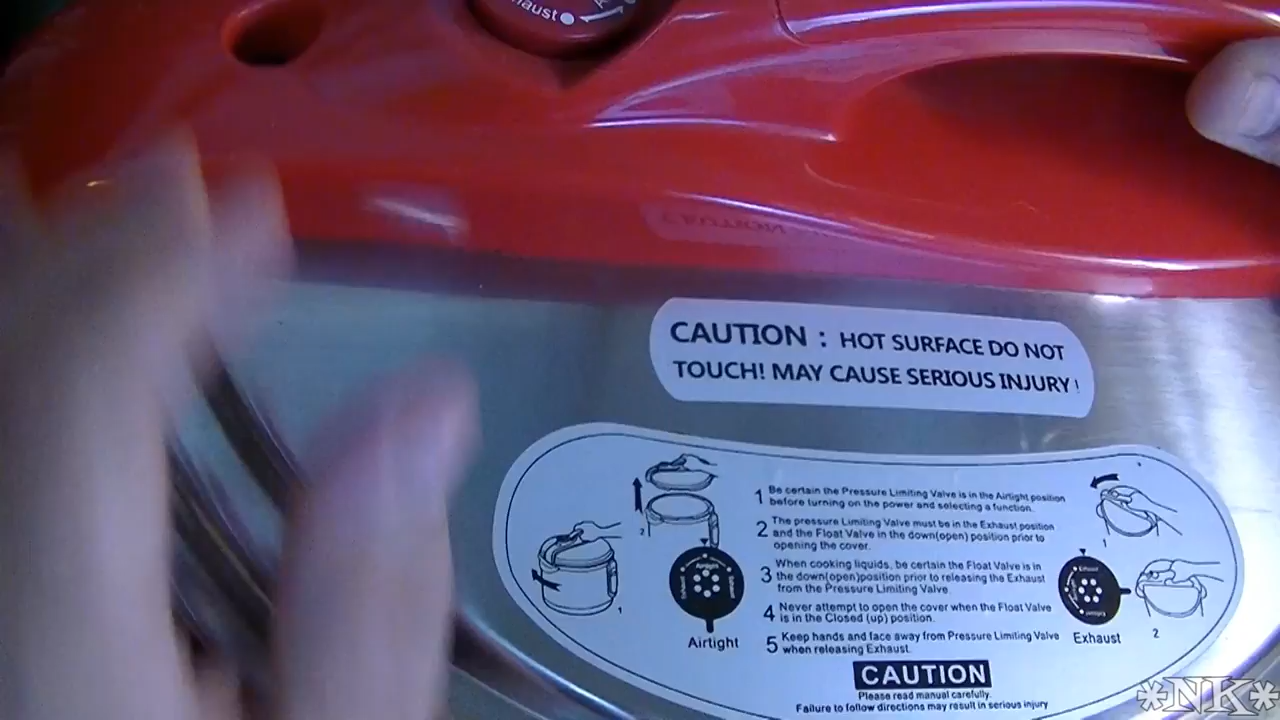 CAUTION : HOT SURFACE DO NOT
TOUCH! MAY CAUSE SERIOUS INJURY!
1 Be certain the Pressure Limiting Valve is in the Airtight position
before turning on the power and selecting a function.
2 The pressure Limiting Valve must be in the Exhaust position
and the Float Valve in the down(open) position prior to
opening the cover.
3 When cooking liquids, be certain the Float Valve is in
the down(open)position prior to releasing the Exhaust
from the Pressure Limiting Valve.
4 Never attempt to open the cover when the Float Valve
is in the Closed (up) position.
5 Keep hands and face away from Pressure Limiting Valve
when releasing Exhaust.
2
1
Airtight
Airtight
1
Exhaust
2
Exhaust
CAUTION
Please read manual carefully.
Failure to follow directions may result in serious injury
*NK*